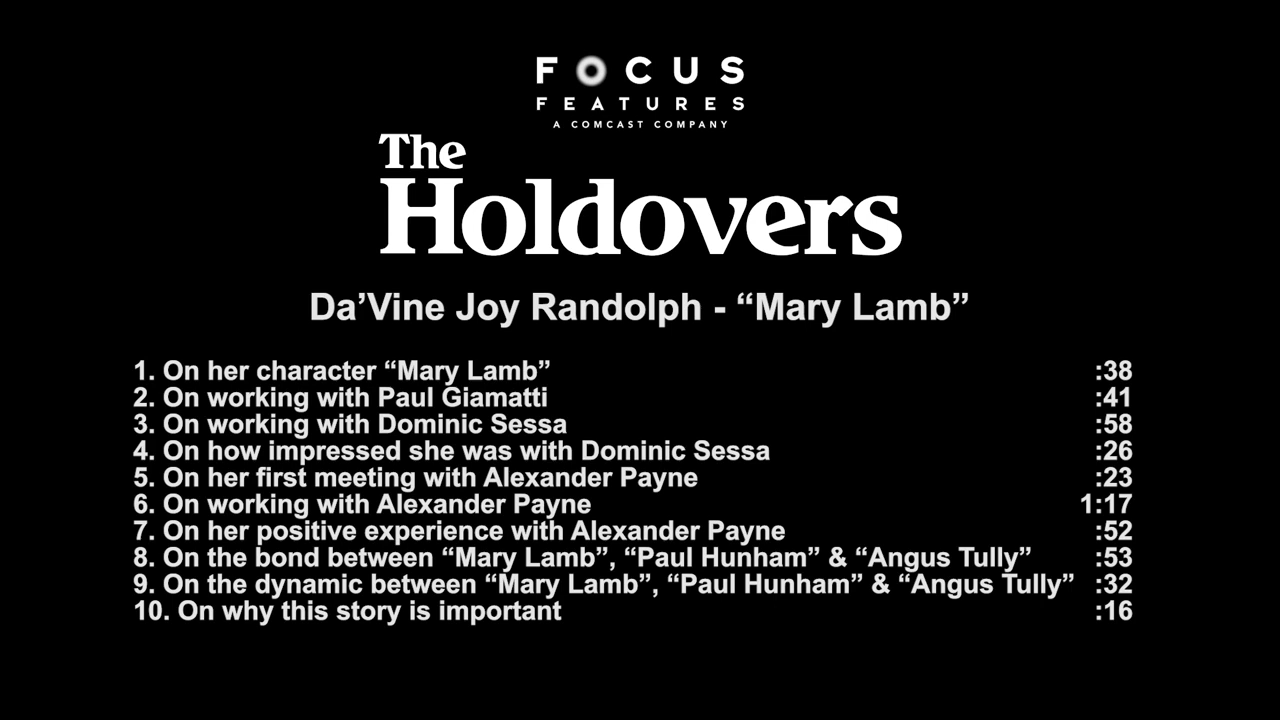 FOCUS
FEATURES
A COMCAST COMPANY
The
Holdovers
Da’Vine Joy Randolph - “Mary Lamb”
1. On her character “Mary Lamb” :38
2. On working with Paul Giamatti :41
3. On working with Dominic Sessa :58
4. On how impressed she was with Dominic Sessa :26
5. On her first meeting with Alexander Payne :23
6. On working with Alexander Payne 1:17
7. On her positive experience with Alexander Payne :52
8. On the bond between “Mary Lamb”, “Paul Hunham” & “Angus Tully” :53
9. On the dynamic between “Mary Lamb”, “Paul Hunham” & “Angus Tully” :32
10. On why this story is important :16